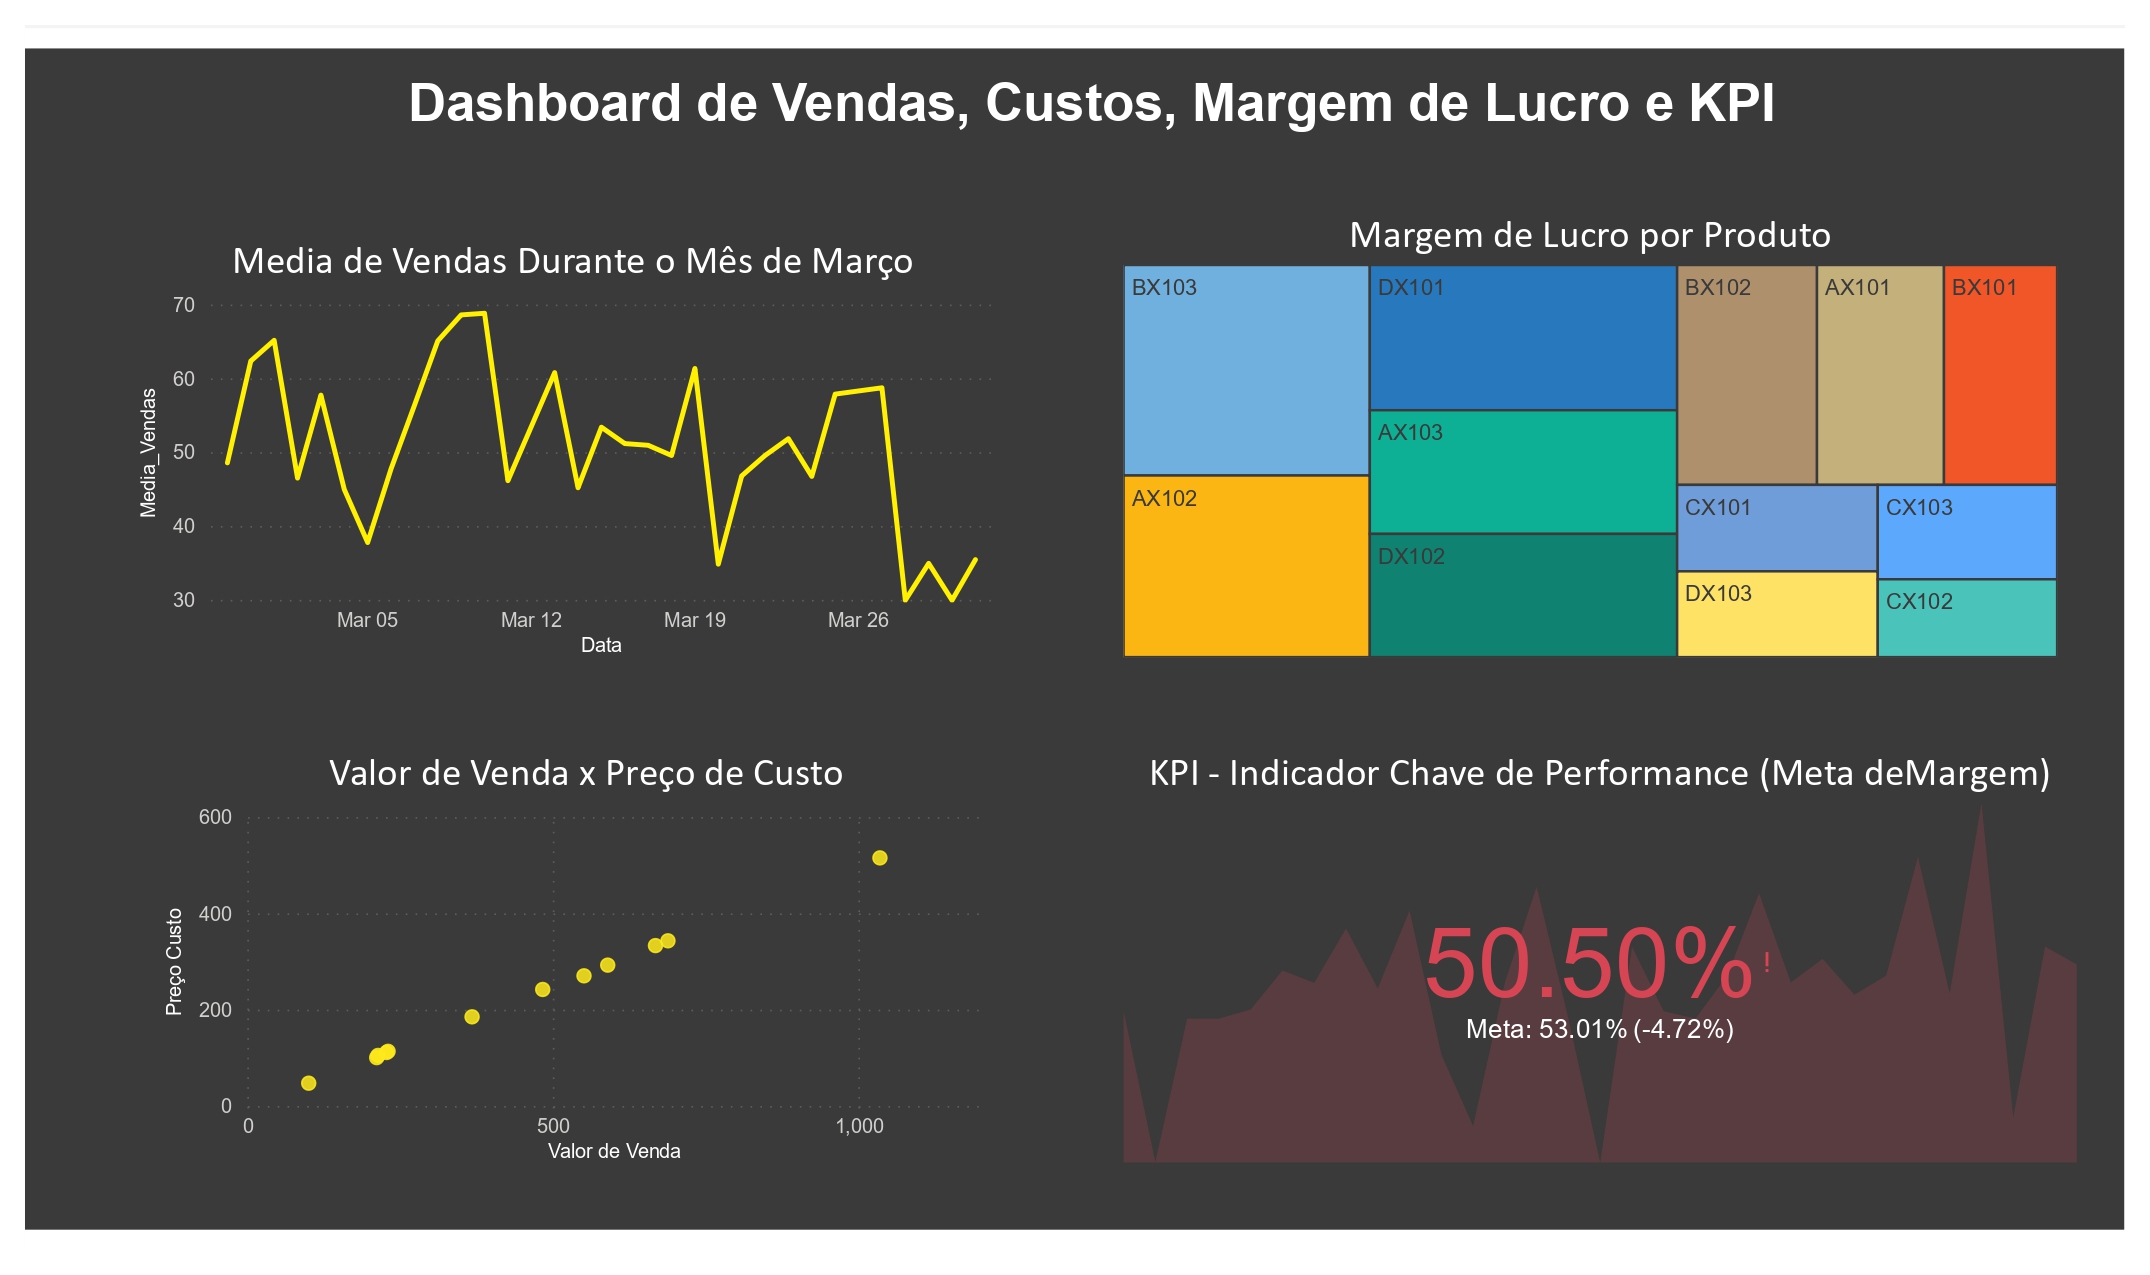 Dashboard de Vendas, Custos, Margem de Lucro e KPI
Media de Vendas Durante o Mês de Março
70
60
50
40
30
Media_Vendas
Mar 05
Mar 12
Mar 19
Mar 26
Data
Margem de Lucro por Produto
BX103
DX101
BX102
AX101
BX101
AX103
AX102
CX101
CX103
DX102
DX103
CX102
Valor de Venda x Preço de Custo
600
400
200
0
Preço Custo
0
500
1,000
Valor de Venda
KPI - Indicador Chave de Performance (Meta deMargem)
50.50%!
Meta: 53.01% (-4.72%)